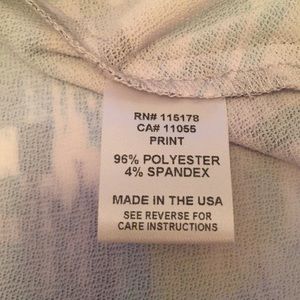 RN# 115178
CA# 11055
PRINT
96% POLYESTER
4% SPANDEX
MADE IN THE USA
SEE REVERSE FOR
CARE INSTRUCTIONS